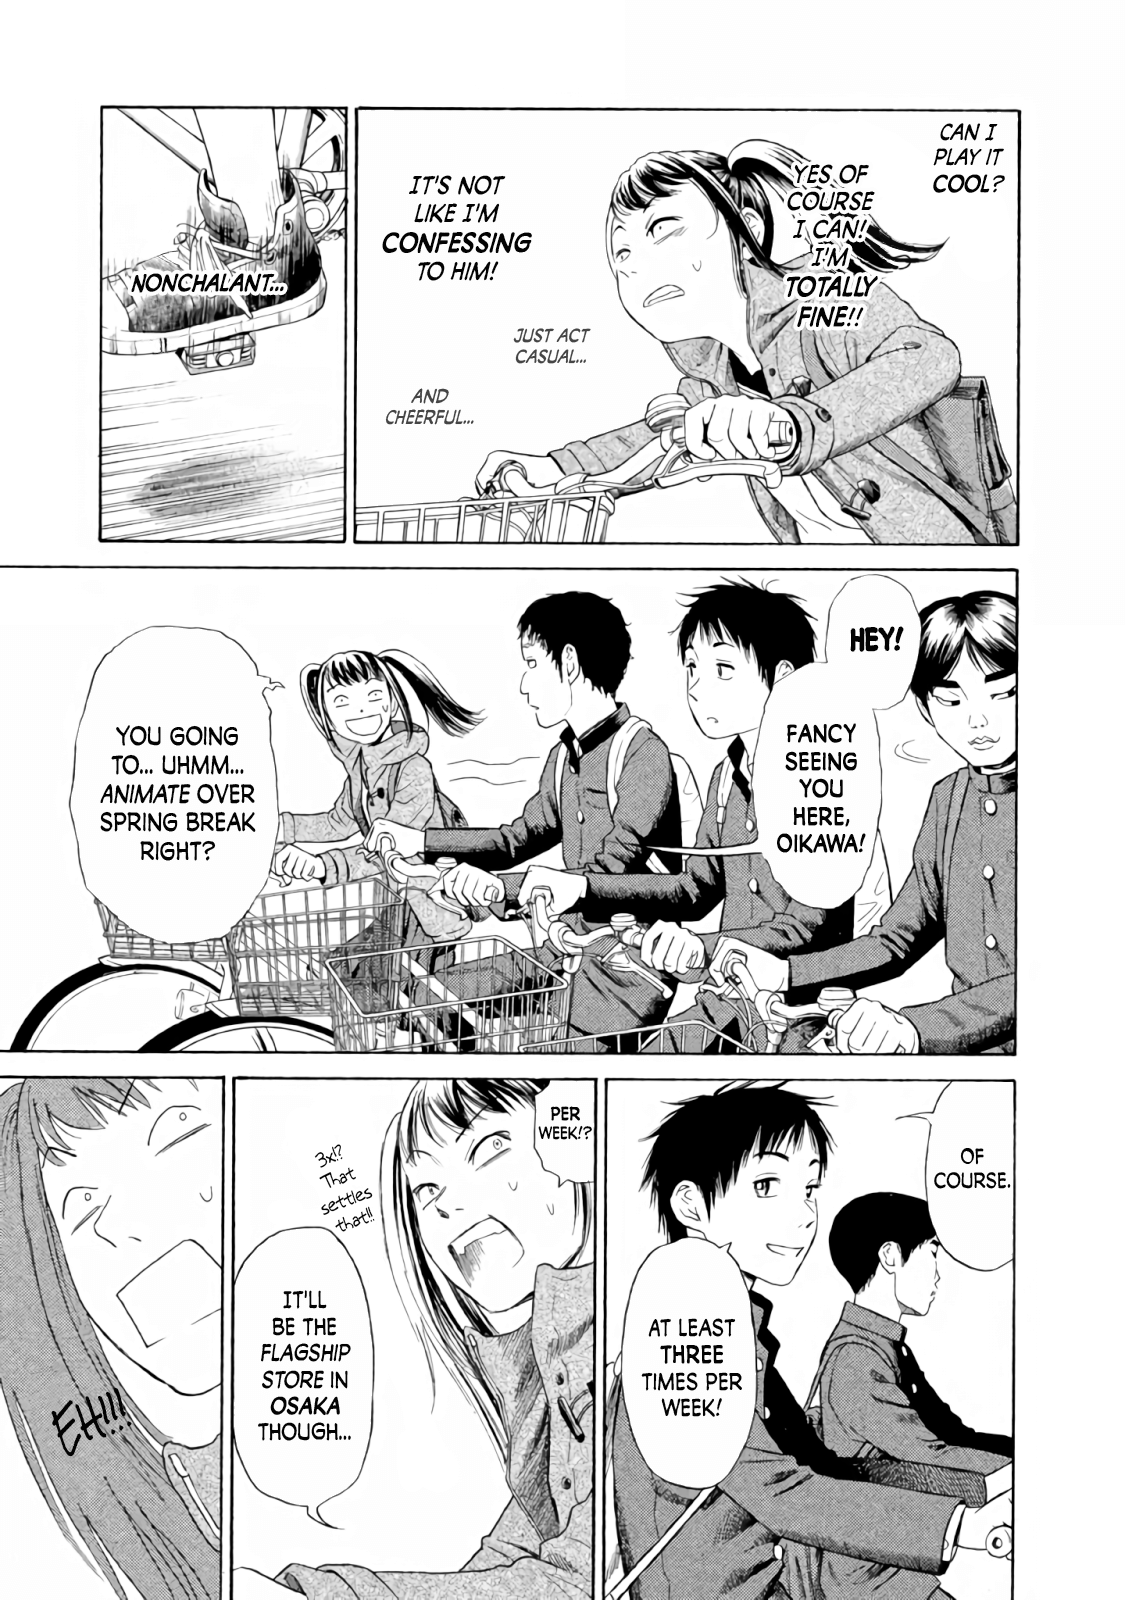 CAN I
PLAY IT
COOL?
YES OF
COURSE
I CAN!
I'M
TOTALLY
FINE!!
IT'S NOT
LIKE I'M
CONFESSING
TO HIM!
JUST ACT
CASUAL...
AND
CHEERFUL...
NONCHALANT...
HEY!
FANCY
SEEING
YOU
HERE,
OIKAWA!
YOU GOING
TO... UHMM...
ANIMATE OVER
SPRING BREAK
RIGHT?
OF
COURSE.
AT LEAST
THREE
TIMES PER
WEEK!
PER
WEEK!?
3x!?
That
settles
that!!
IT'LL
BE THE
FLAGSHIP
STORE IN
OSAKA
THOUGH...
EH!!!